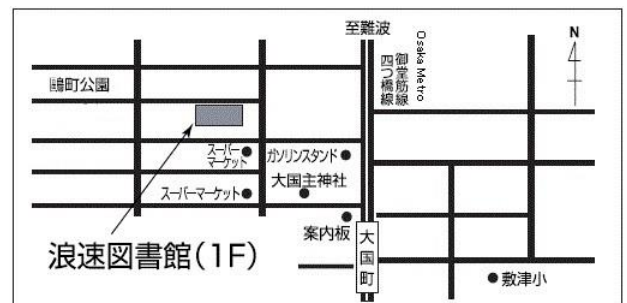 至難波
N
Osaka Metro
御堂筋線
四つ橋線
鴎町公園
スーパー
マーケット
ガソリンスタンド
大国主神社
スーパーマーケット
案内板
浪速図書館(1F)
大国町
敷津小